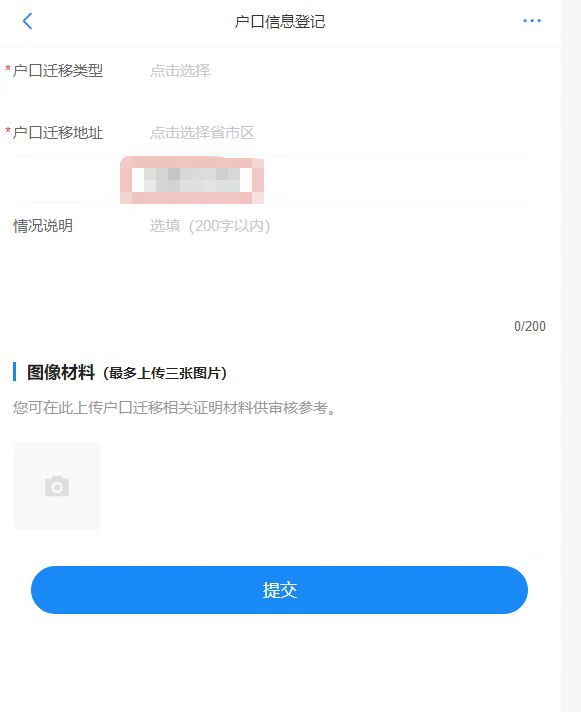 户口信息登记
*户口迁移类型 点击选择
*户口迁移地址 点击选择省市区
情况说明 选填（200字以内）
0/200
图像材料（最多上传三张图片）
您可在此上传户口迁移相关证明材料供审核参考。
提交